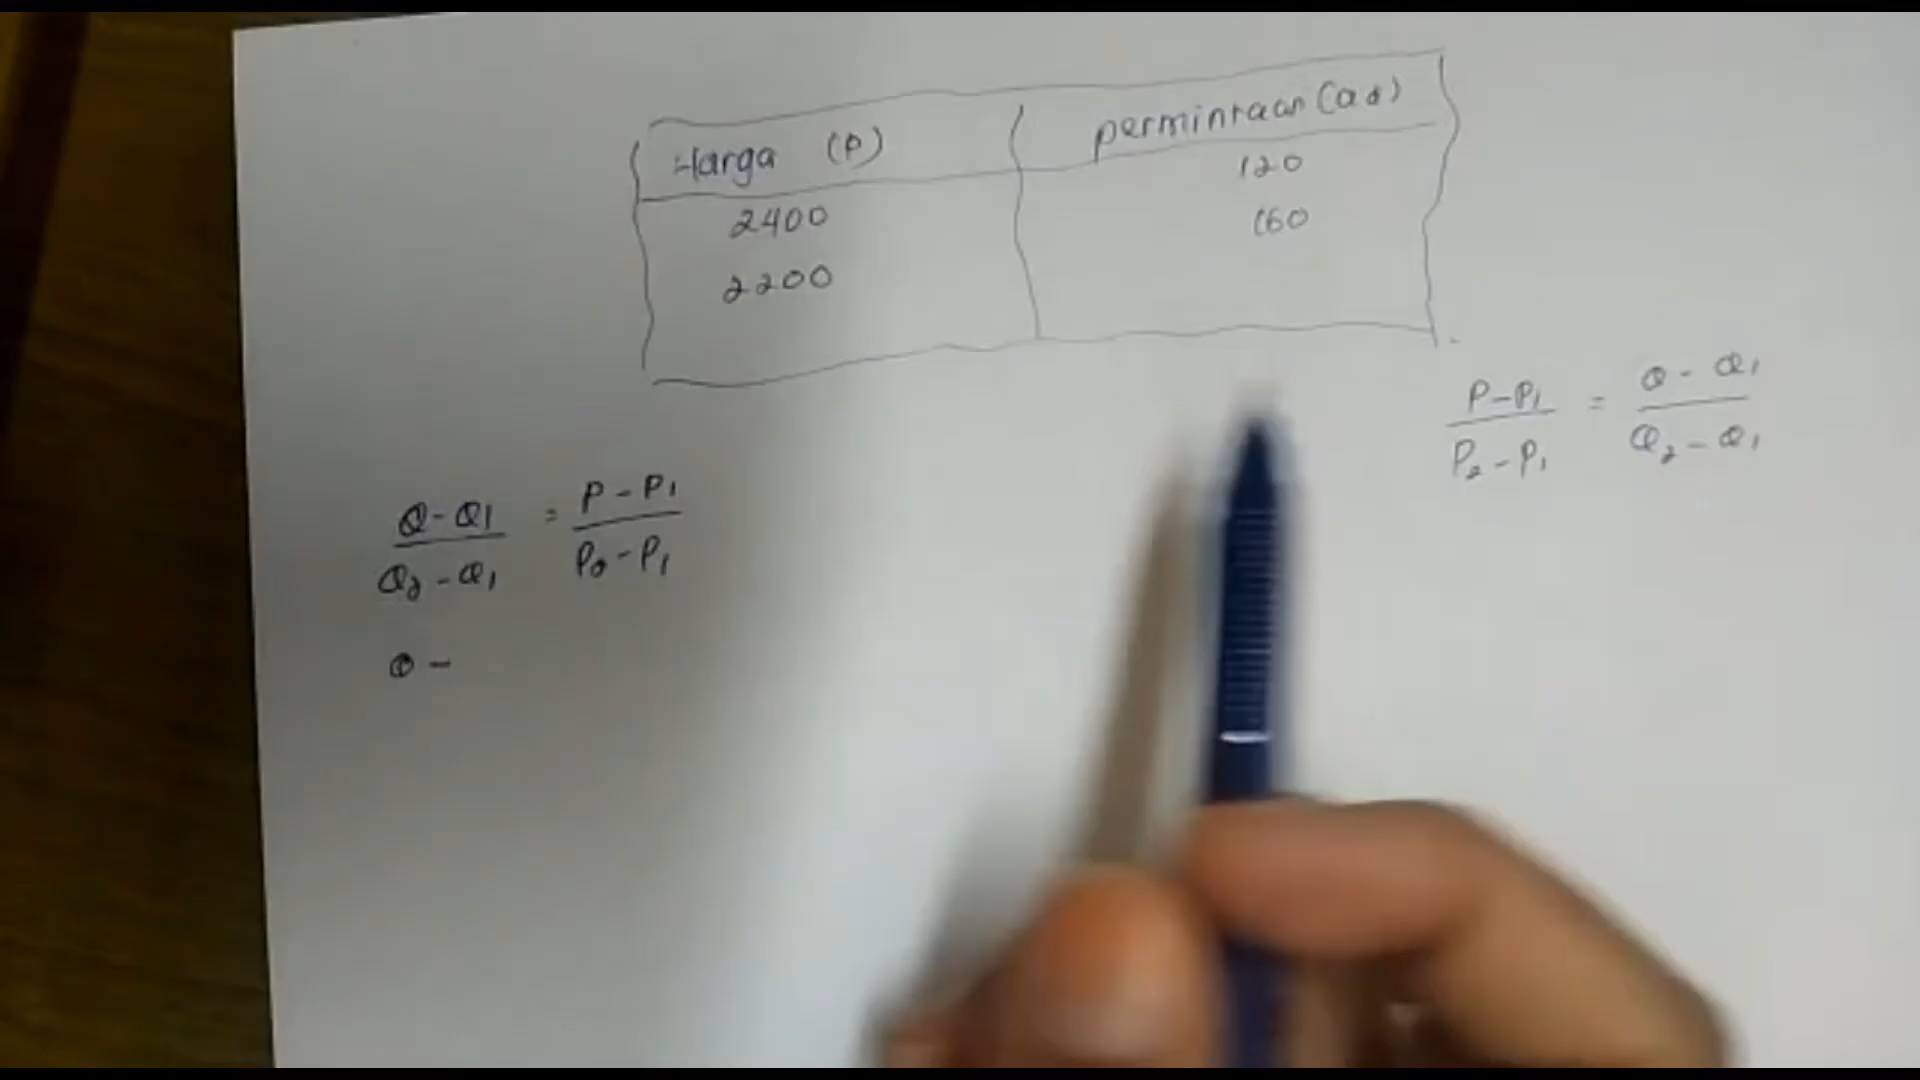 Harga (P) permintaan (Qd)
2400 120
2200 160
P - P1 = Q - Q1
P2 - P1 Q2 - Q1
Q - Q1 = P - P1
Q2 - Q1 P2 - P1
Q -